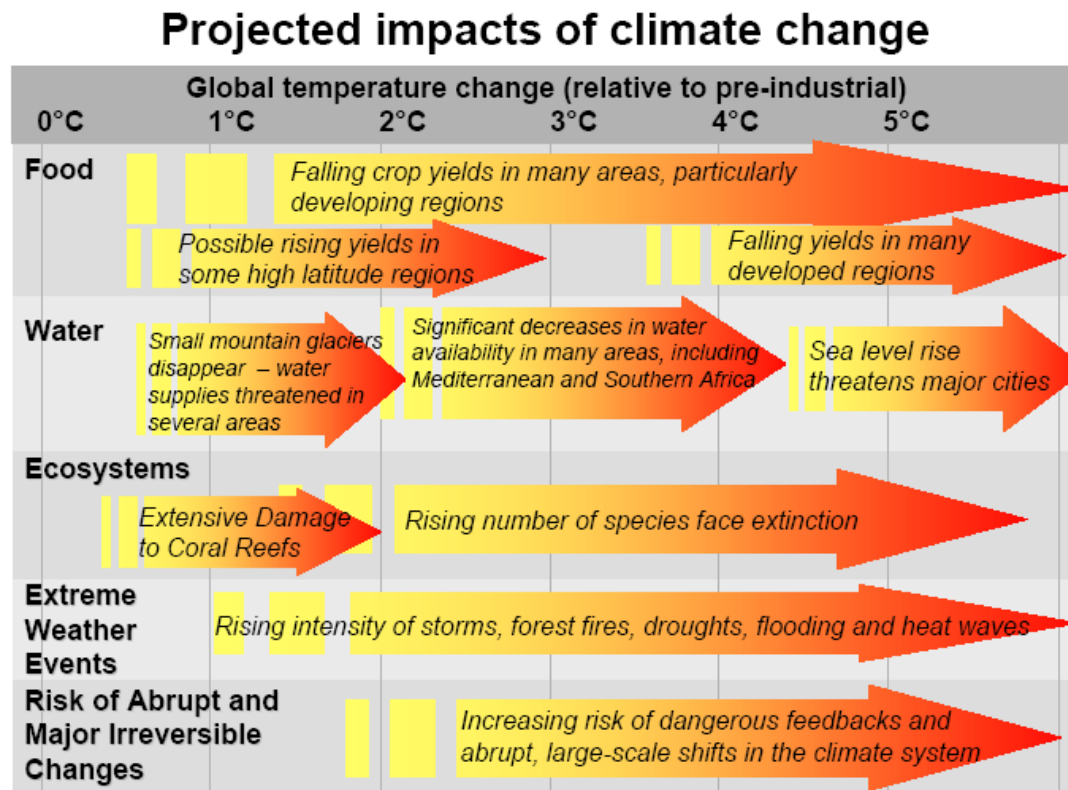 Projected impacts of climate change
Global temperature change (relative to pre-industrial)
0°C 1°C 2°C 3°C 4°C 5°C
Food
Falling crop yields in many areas, particularly
developing regions
Possible rising yields in
some high latitude regions
Falling yields in many
developed regions
Water
Small mountain glaciers
disappear – water
supplies threatened in
several areas
Significant decreases in water
availability in many areas, including
Mediterranean and Southern Africa
Sea level rise
threatens major cities
Ecosystems
Extensive Damage
to Coral Reefs
Rising number of species face extinction
Extreme
Weather
Events
Rising intensity of storms, forest fires, droughts, flooding and heat waves
Risk of Abrupt and
Major Irreversible
Changes
Increasing risk of dangerous feedbacks and
abrupt, large-scale shifts in the climate system